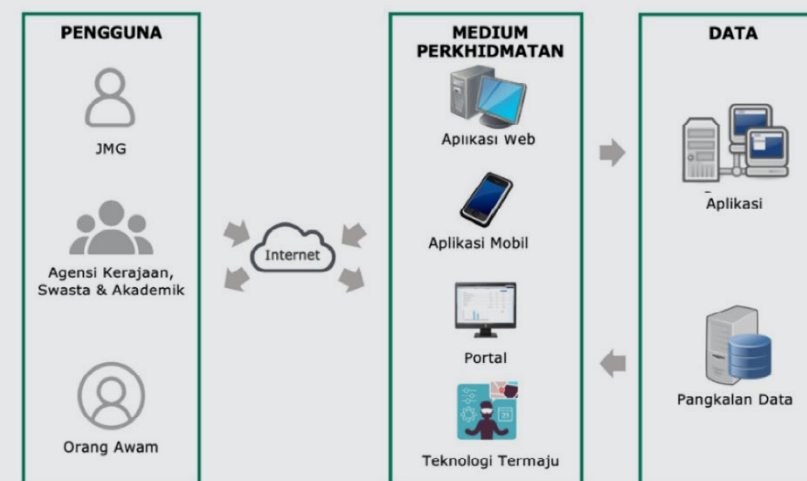 PENGGUNA
JMG
Agensi Kerajaan,
Swasta & Akademik
Orang Awam
Internet
MEDIUM
PERKHIDMATAN
Aplikasi Web
Aplikasi Mobil
Portal
Teknologi Termaju
DATA
Aplikasi
Pangkalan Data